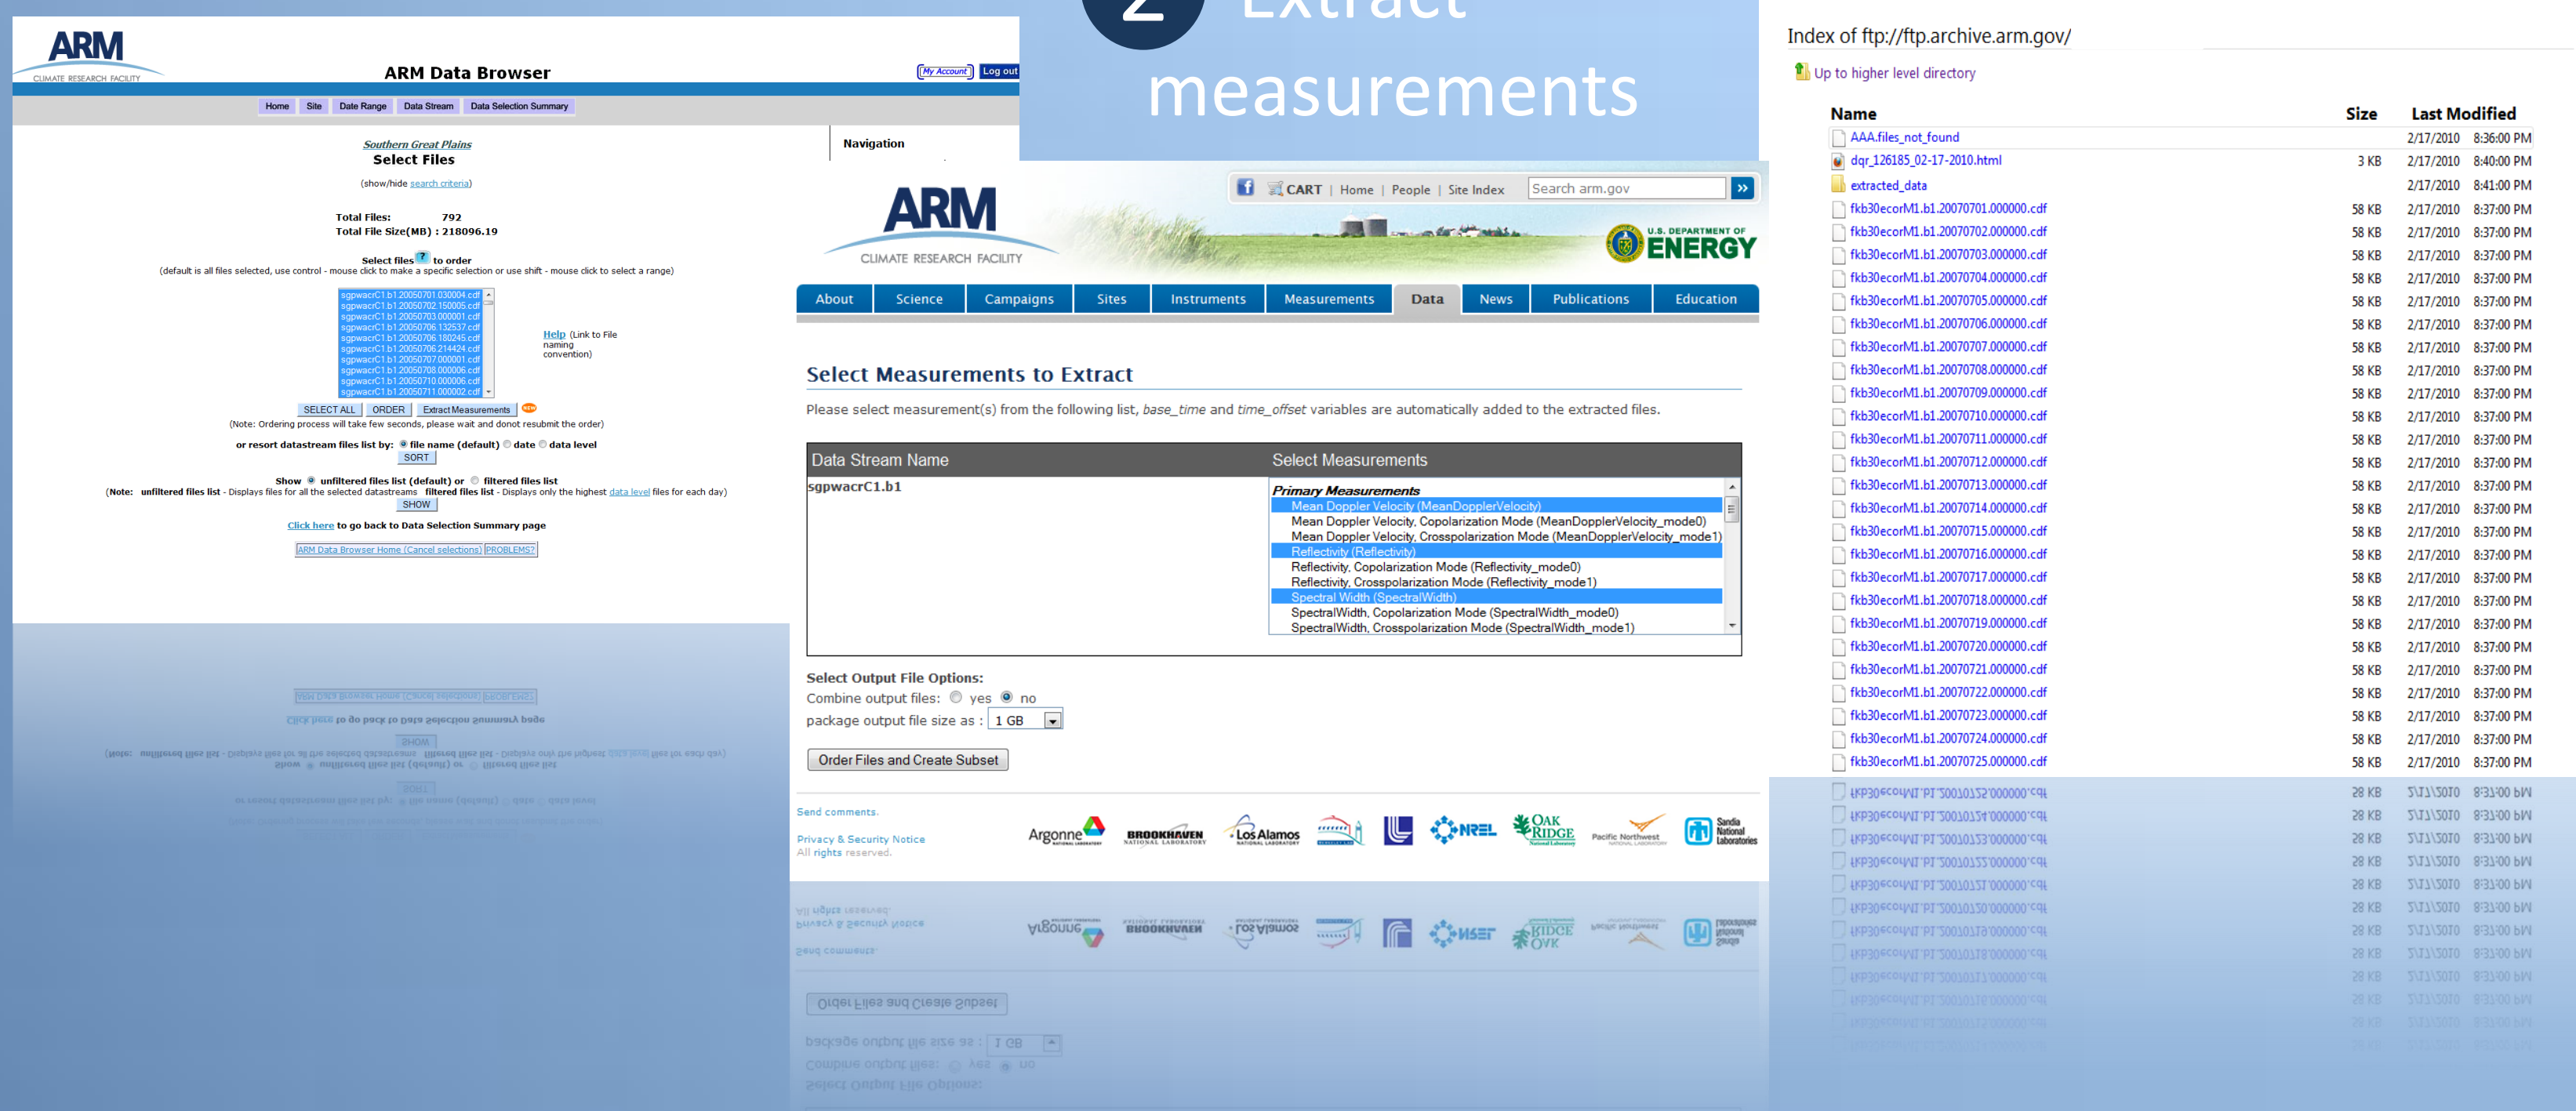 ARM
CLIMATE RESEARCH FACILITY
ARM Data Browser
[My Account] Log out
Home Site Date Range Data Stream Data Selection Summary
Southern Great Plains
Select Files
(show/hide search criteria)
Total Files: 792
Total File Size(MB) : 218096.19
Select files ? to order
(default is all files selected, use control - mouse click to make a specific selection or use shift - mouse click to select a range)
sgpwacrC1.b1.20050701.030004.cdf
sgpwacrC1.b1.20050702.150005.cdf
sgpwacrC1.b1.20050703.000001.cdf
sgpwacrC1.b1.20050706.132537.cdf
sgpwacrC1.b1.20050706.180245.cdf
sgpwacrC1.b1.20050706.214424.cdf
sgpwacrC1.b1.20050707.000001.cdf
sgpwacrC1.b1.20050708.000006.cdf
sgpwacrC1.b1.20050710.000006.cdf
sgpwacrC1.b1.20050711.000002.cdf
Help (Link to File
naming
convention)
SELECT ALL ORDER Extract Measurements NEW
(Note: Ordering process will take few seconds, please wait and donot resubmit the order)
or resort datastream files list by: file name (default) date data level
SORT
Show unfiltered files list (default) or filtered files list
(Note: unfiltered files list - Displays files for all the selected datastreams filtered files list - Displays only the highest data level files for each day)
SHOW
Click here to go back to Data Selection Summary page
ARM Data Browser Home (Cancel selections) PROBLEMS?
Navigation
2 Extract
measurements
ARM
CLIMATE RESEARCH FACILITY
CART | Home | People | Site Index Search arm.gov
U.S. DEPARTMENT OF
ENERGY
About Science Campaigns Sites Instruments Measurements Data News Publications Education
Select Measurements to Extract
Please select measurement(s) from the following list, base_time and time_offset variables are automatically added to the extracted files.
Data Stream Name Select Measurements
sgpwacrC1.b1
Primary Measurements
Mean Doppler Velocity (MeanDopplerVelocity)
Mean Doppler Velocity, Copolarization Mode (MeanDopplerVelocity_mode0)
Mean Doppler Velocity, Crosspolarization Mode (MeanDopplerVelocity_mode1)
Reflectivity (Reflectivity)
Reflectivity, Copolarization Mode (Reflectivity_mode0)
Reflectivity, Crosspolarization Mode (Reflectivity_mode1)
Spectral Width (SpectralWidth)
SpectralWidth, Copolarization Mode (SpectralWidth_mode0)
SpectralWidth, Crosspolarization Mode (SpectralWidth_mode1)
Select Output File Options:
Combine output files: yes no
package output file size as : 1 GB
Order Files and Create Subset
Send comments.
Privacy & Security Notice
All rights reserved.
Argonne
NATIONAL LABORATORY
BROOKHAVEN
NATIONAL LABORATORY
Los Alamos
NATIONAL LABORATORY
NREL
OAK
RIDGE
National Laboratory
Pacific Northwest
NATIONAL LABORATORY
Sandia
National
Laboratories
Index of ftp://ftp.archive.arm.gov/
Up to higher level directory
Name Size Last Modified
AAA.files_not_found 2/17/2010 8:36:00 PM
dqr_126185_02-17-2010.html 3 KB 2/17/2010 8:40:00 PM
extracted_data 2/17/2010 8:41:00 PM
fkb30ecorM1.b1.20070701.000000.cdf 58 KB 2/17/2010 8:37:00 PM
fkb30ecorM1.b1.20070702.000000.cdf 58 KB 2/17/2010 8:37:00 PM
fkb30ecorM1.b1.20070703.000000.cdf 58 KB 2/17/2010 8:37:00 PM
fkb30ecorM1.b1.20070704.000000.cdf 58 KB 2/17/2010 8:37:00 PM
fkb30ecorM1.b1.20070705.000000.cdf 58 KB 2/17/2010 8:37:00 PM
fkb30ecorM1.b1.20070706.000000.cdf 58 KB 2/17/2010 8:37:00 PM
fkb30ecorM1.b1.20070707.000000.cdf 58 KB 2/17/2010 8:37:00 PM
fkb30ecorM1.b1.20070708.000000.cdf 58 KB 2/17/2010 8:37:00 PM
fkb30ecorM1.b1.20070709.000000.cdf 58 KB 2/17/2010 8:37:00 PM
fkb30ecorM1.b1.20070710.000000.cdf 58 KB 2/17/2010 8:37:00 PM
fkb30ecorM1.b1.20070711.000000.cdf 58 KB 2/17/2010 8:37:00 PM
fkb30ecorM1.b1.20070712.000000.cdf 58 KB 2/17/2010 8:37:00 PM
fkb30ecorM1.b1.20070713.000000.cdf 58 KB 2/17/2010 8:37:00 PM
fkb30ecorM1.b1.20070714.000000.cdf 58 KB 2/17/2010 8:37:00 PM
fkb30ecorM1.b1.20070715.000000.cdf 58 KB 2/17/2010 8:37:00 PM
fkb30ecorM1.b1.20070716.000000.cdf 58 KB 2/17/2010 8:37:00 PM
fkb30ecorM1.b1.20070717.000000.cdf 58 KB 2/17/2010 8:37:00 PM
fkb30ecorM1.b1.20070718.000000.cdf 58 KB 2/17/2010 8:37:00 PM
fkb30ecorM1.b1.20070719.000000.cdf 58 KB 2/17/2010 8:37:00 PM
fkb30ecorM1.b1.20070720.000000.cdf 58 KB 2/17/2010 8:37:00 PM
fkb30ecorM1.b1.20070721.000000.cdf 58 KB 2/17/2010 8:37:00 PM
fkb30ecorM1.b1.20070722.000000.cdf 58 KB 2/17/2010 8:37:00 PM
fkb30ecorM1.b1.20070723.000000.cdf 58 KB 2/17/2010 8:37:00 PM
fkb30ecorM1.b1.20070724.000000.cdf 58 KB 2/17/2010 8:37:00 PM
fkb30ecorM1.b1.20070725.000000.cdf 58 KB 2/17/2010 8:37:00 PM